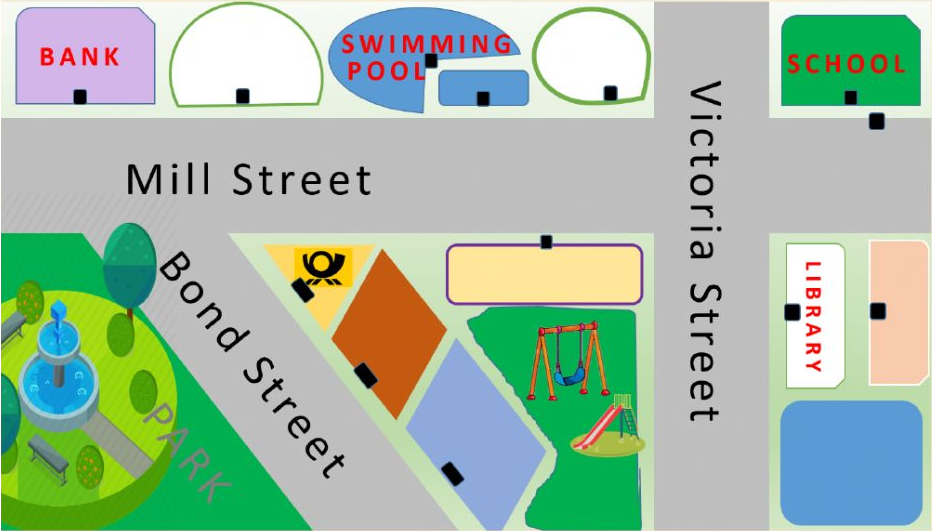 BANK
SWIMMING
POOL
SCHOOL
Mill Street
Victoria Street
Bond Street
LIBRARY
PARK